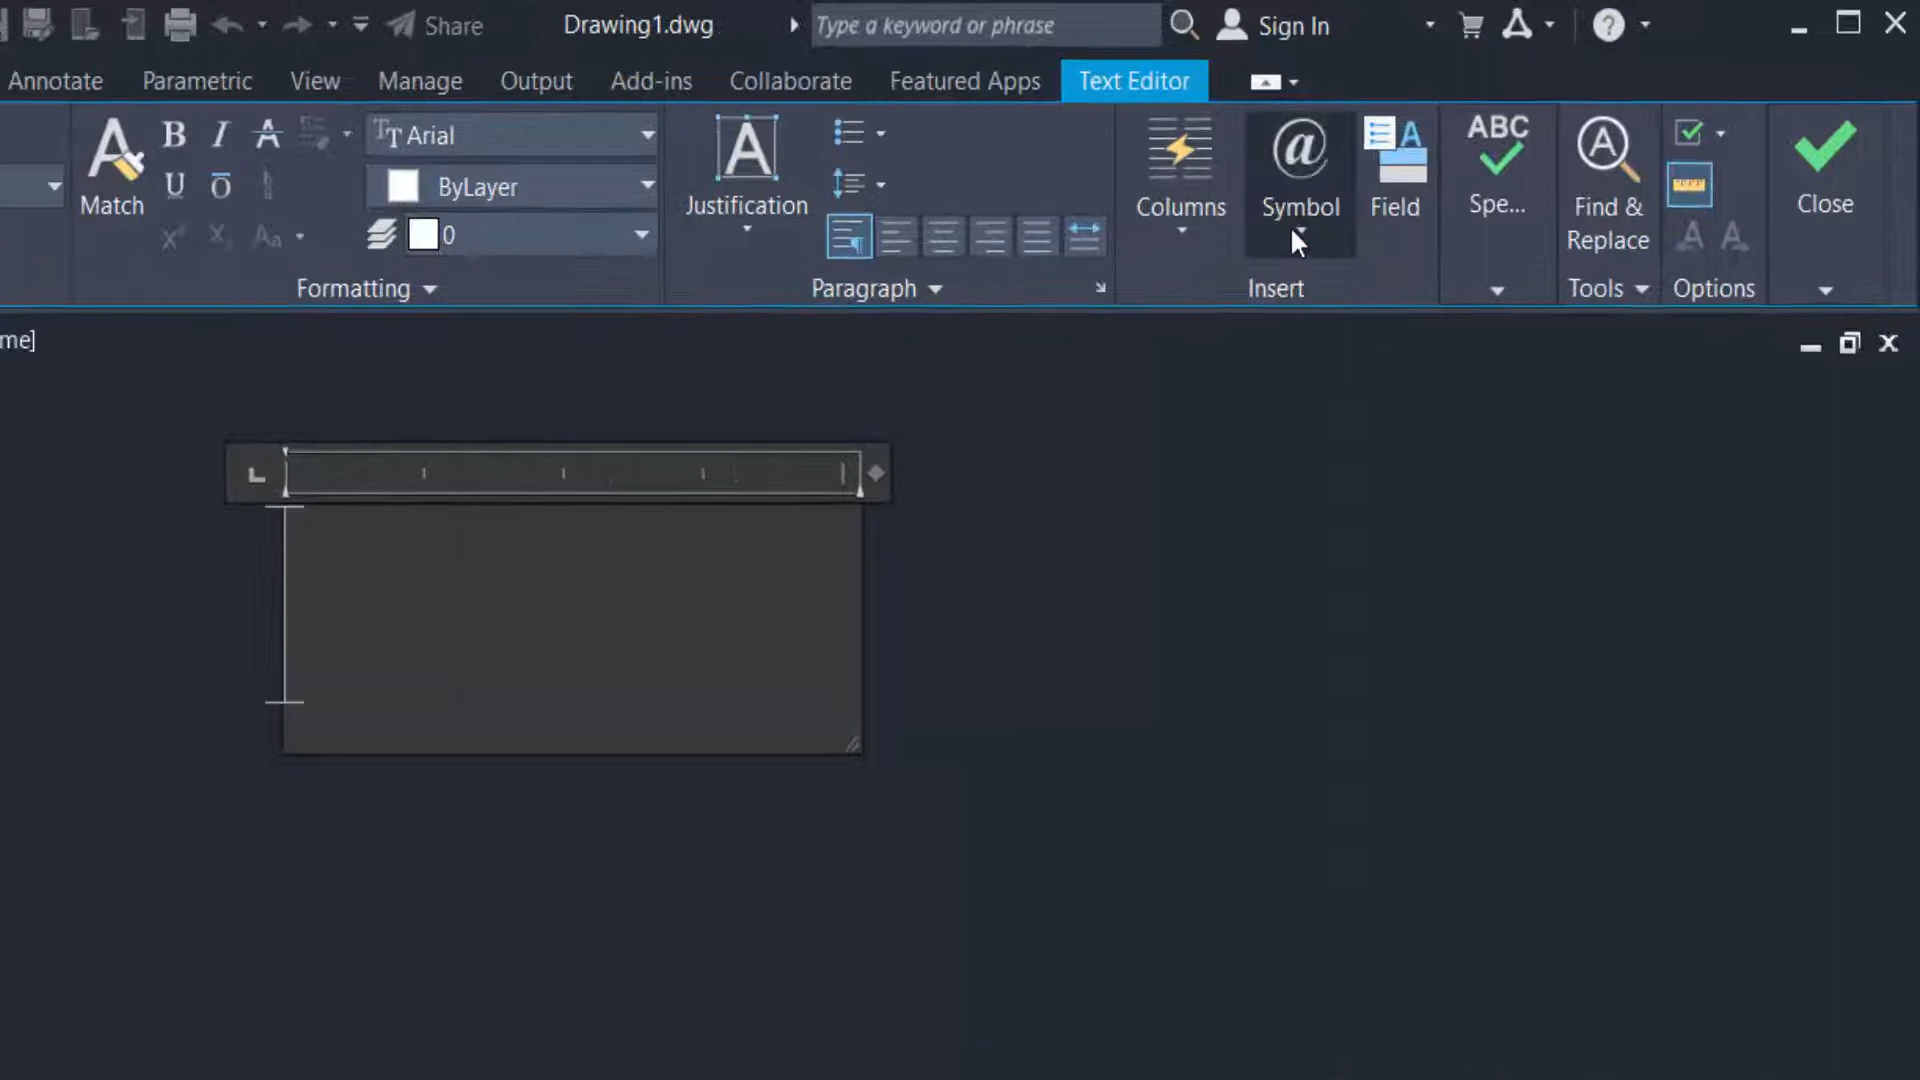 Share
Drawing1.dwg
Type a keyword or phrase
Sign In
Annotate
Parametric
View
Manage
Output
Add-ins
Collaborate
Featured Apps
Text Editor
Match
Arial
ByLayer
0
Formatting
Justification
Paragraph
Columns
Symbol
Field
Insert
ABC
Spe...
Find &
Replace
Tools
Options
Close
me]